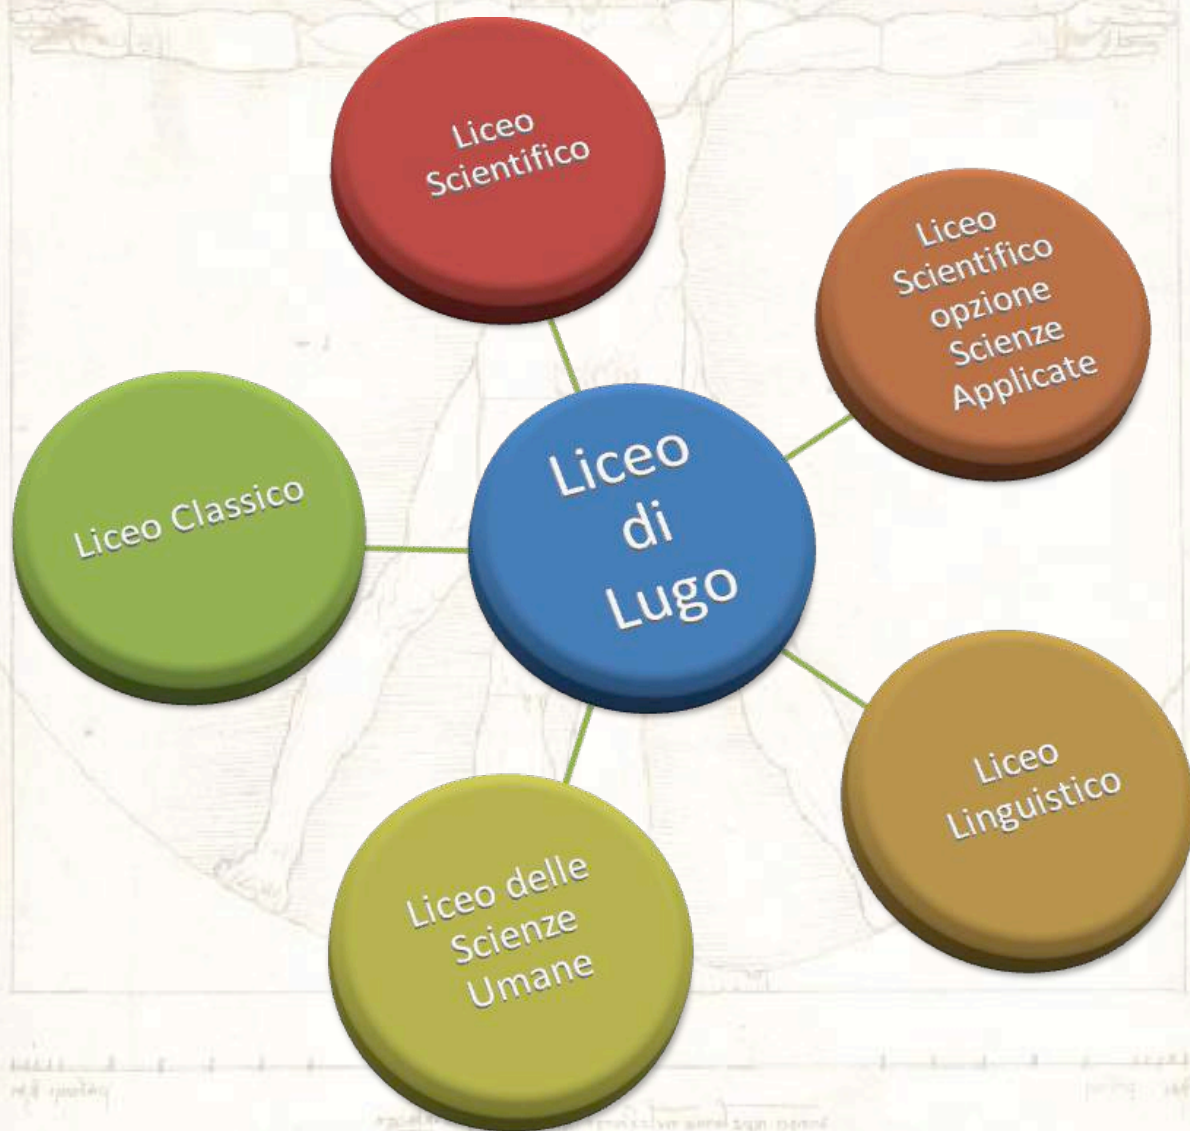 Liceo
Scientifico
Liceo
Scientifico
opzione
Scienze
Applicate
Liceo
di
Lugo
Liceo Classico
Liceo
Linguistico
Liceo delle
Scienze
Umane